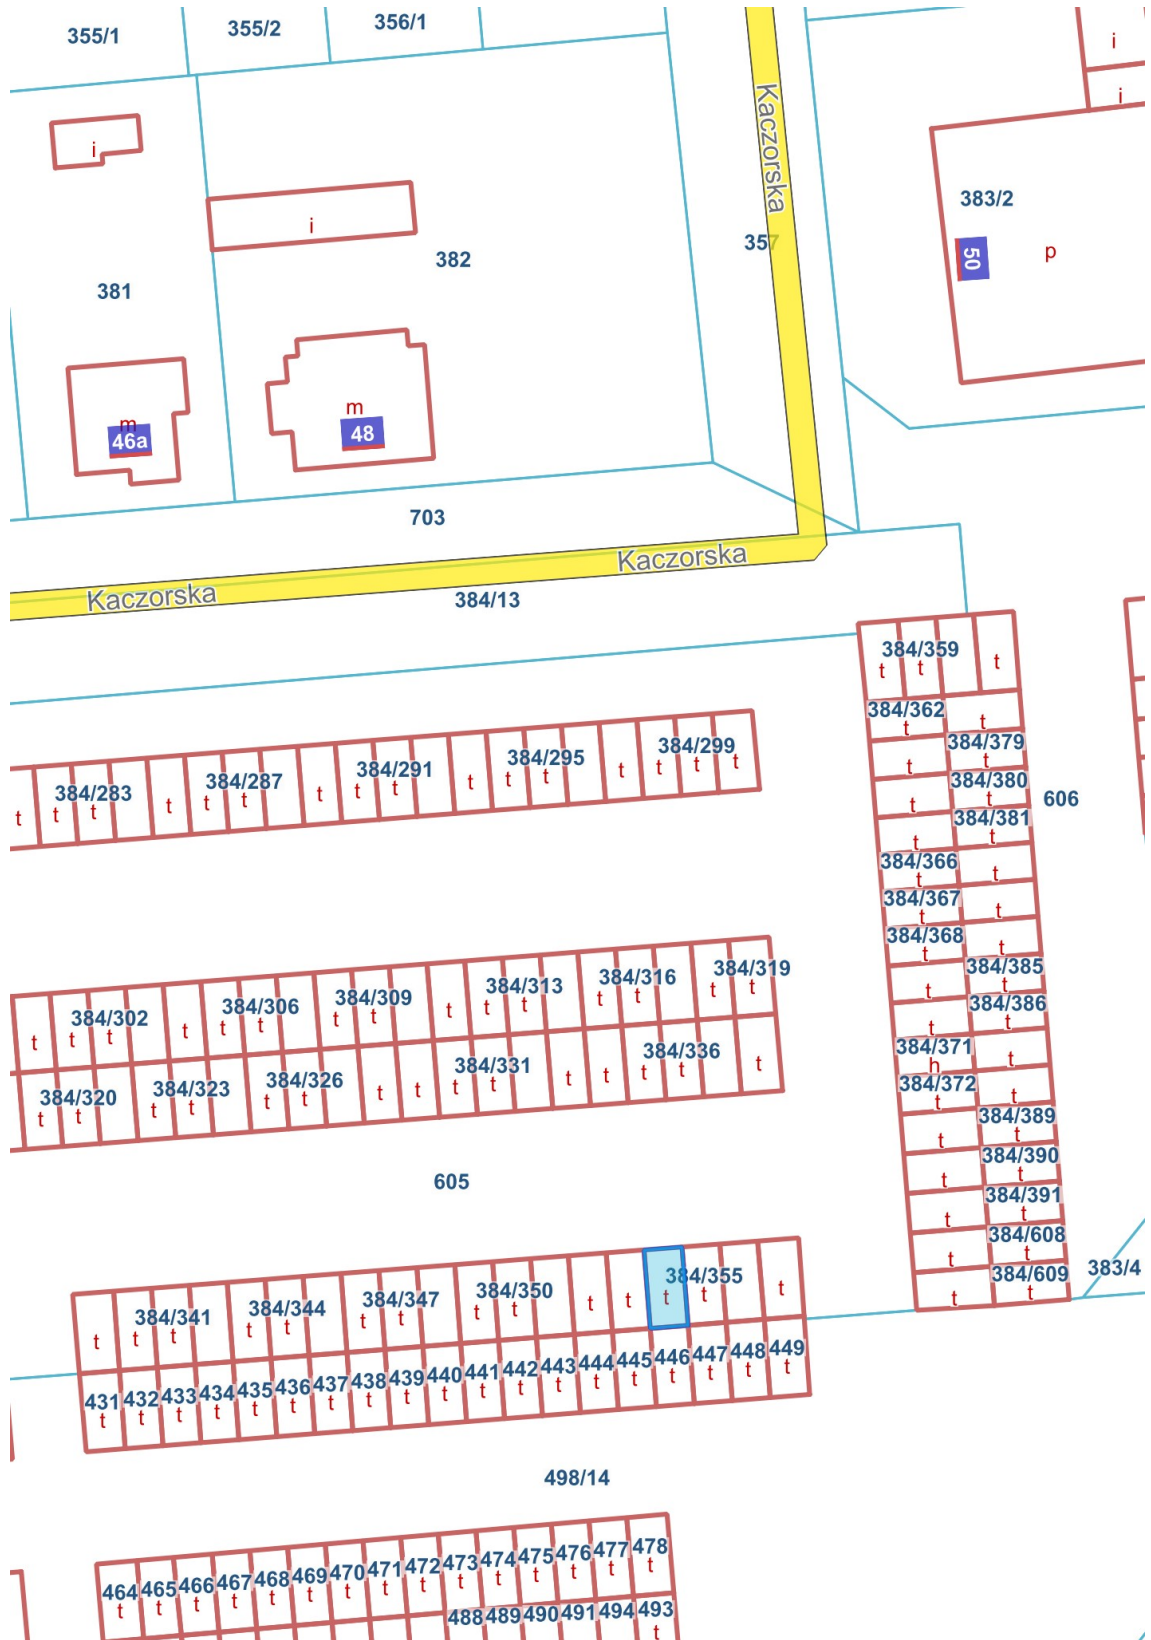 355/1 355/2 356/1
i
i
Kaczorska
i
i
383/2
357
50
p
382
381
m
46a
m
48
703
Kaczorska
Kaczorska
384/13
384/359
t t t
384/362
t t
384/379
t t
384/380
t t
606
384/381
t t
384/366
t t
384/367
t t
384/368
t t
384/385
t t
384/386
t t
384/371
h t
384/372
t t
384/389
t t
384/390
t t
384/391
t t
384/608
t t
384/609
t t
383/4
384/283 384/287 384/291 384/295 384/299
t t t t t t t t t t t t t t t t
384/302 384/306 384/309 384/313 384/316 384/319
t t t t t t t t t t t t t t t
384/320 384/323 384/326 384/331 384/336
t t t t t t t t t t t t t t t
605
384/341 384/344 384/347 384/350 384/355
t t t t t t t t t t t t t t
431 432 433 434 435 436 437 438 439 440 441 442 443 444 445 446 447 448 449
t t t t t t t t t t t t t t t t t t t
498/14
464 465 466 467 468 469 470 471 472 473 474 475 476 477 478
t t t t t t t t t t t t t t t
488 489 490 491 494 493
t